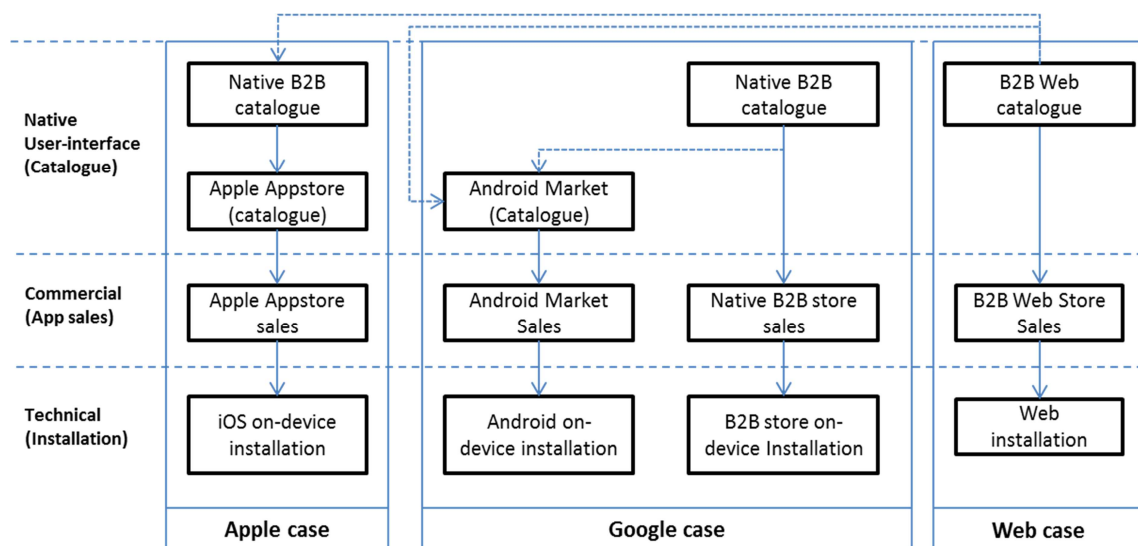 Native
User-interface
(Catalogue)
Native B2B
catalogue
Native B2B
catalogue
B2B Web
catalogue
Apple Appstore
(catalogue)
Android Market
(Catalogue)
Commercial
(App sales)
Apple Appstore
sales
Android Market
Sales
Native B2B store
sales
B2B Web Store
Sales
Technical
(Installation)
iOS on-device
installation
Android on-
device installation
B2B store on-
device Installation
Web
installation
Apple case
Google case
Web case